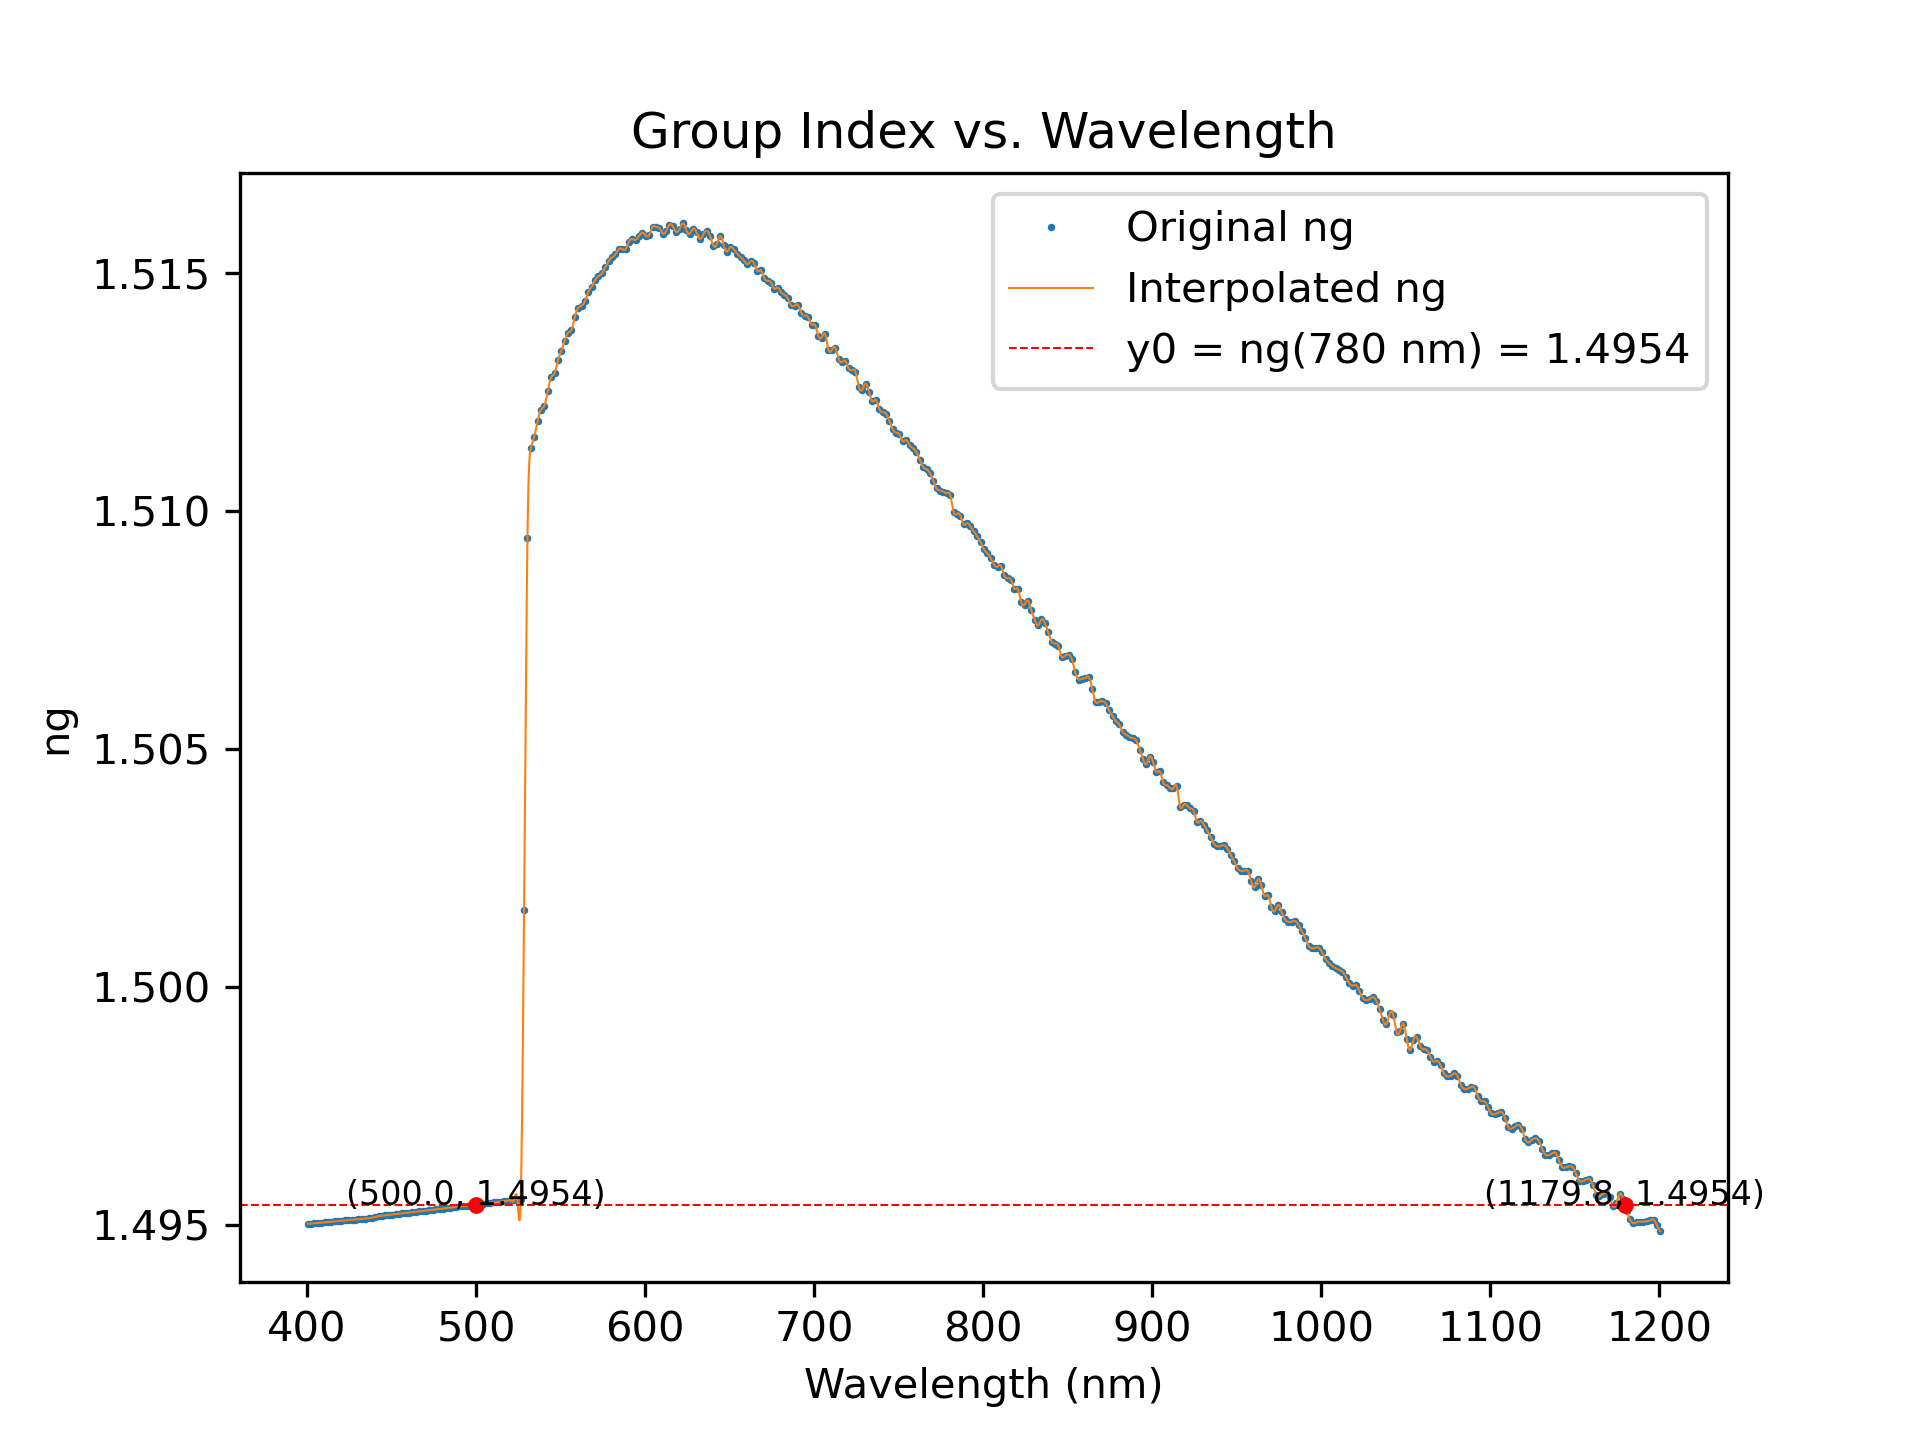 Group Index vs. Wavelength
Original ng
Interpolated ng
y0 = ng(780 nm) = 1.4954
1.515
1.510
1.505
1.500
1.495
ng
(500.0, 1.4954)
(1179.8, 1.4954)
400 500 600 700 800 900 1000 1100 1200
Wavelength (nm)